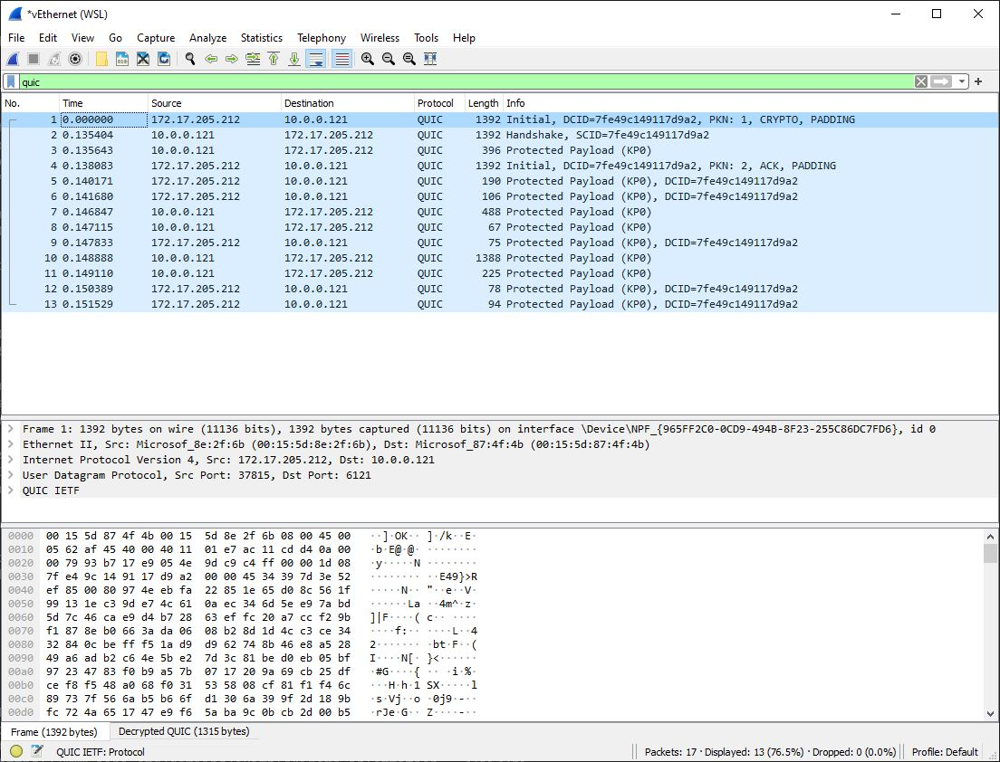 *vEthernet (WSL)
File Edit View Go Capture Analyze Statistics Telephony Wireless Tools Help
quic
No. Time Source Destination Protocol Length Info
1 0.000000 172.17.205.212 10.0.0.121 QUIC 1392 Initial, DCID=7fe49c149117d9a2, PKN: 1, CRYPTO, PADDING
2 0.135404 10.0.0.121 172.17.205.212 QUIC 1392 Handshake, SCID=7fe49c149117d9a2
3 0.135643 10.0.0.121 172.17.205.212 QUIC 396 Protected Payload (KP0)
4 0.138083 172.17.205.212 10.0.0.121 QUIC 1392 Initial, DCID=7fe49c149117d9a2, PKN: 2, ACK, PADDING
5 0.140171 172.17.205.212 10.0.0.121 QUIC 190 Protected Payload (KP0), DCID=7fe49c149117d9a2
6 0.141680 172.17.205.212 10.0.0.121 QUIC 106 Protected Payload (KP0), DCID=7fe49c149117d9a2
7 0.146847 10.0.0.121 172.17.205.212 QUIC 488 Protected Payload (KP0)
8 0.147115 10.0.0.121 172.17.205.212 QUIC 67 Protected Payload (KP0)
9 0.147833 172.17.205.212 10.0.0.121 QUIC 75 Protected Payload (KP0), DCID=7fe49c149117d9a2
10 0.148888 10.0.0.121 172.17.205.212 QUIC 1388 Protected Payload (KP0)
11 0.149110 10.0.0.121 172.17.205.212 QUIC 225 Protected Payload (KP0)
12 0.150389 172.17.205.212 10.0.0.121 QUIC 78 Protected Payload (KP0), DCID=7fe49c149117d9a2
13 0.151529 172.17.205.212 10.0.0.121 QUIC 94 Protected Payload (KP0), DCID=7fe49c149117d9a2
Frame 1: 1392 bytes on wire (11136 bits), 1392 bytes captured (11136 bits) on interface \Device\NPF_{965FF2C0-0CD9-494B-8F23-255C86DC7FD6}, id 0
Ethernet II, Src: Microsof_8e:2f:6b (00:15:5d:8e:2f:6b), Dst: Microsof_87:4f:4b (00:15:5d:87:4f:4b)
Internet Protocol Version 4, Src: 172.17.205.212, Dst: 10.0.0.121
User Datagram Protocol, Src Port: 37815, Dst Port: 6121
QUIC IETF
0000 00 15 5d 87 4f 4b 00 15 5d 8e 2f 6b 08 00 45 00 ··]·OK·· ]·/k··E·
0010 05 62 af 45 40 00 40 11 01 e7 ac 11 cd d4 0a 00 ·b·E@·@· ········
0020 00 79 93 b7 17 e9 05 4e 9d c9 c4 ff 00 00 1d 08 ·y·····N ········
0030 7f e4 9c 14 91 17 d9 a2 00 00 45 34 39 7d 3e 52 ········ ··E49}>R
0040 ef 85 00 80 97 4e eb fa 22 85 1e 65 d0 8c 56 1f ·····N·· "··e··V·
0050 99 13 1e c3 9d e7 4c 61 0a ec 34 6d 5e e9 7a bd ······La ··4m^·z·
0060 5d 7c 46 ca e9 d4 b7 28 63 ef fc 20 a7 cc f2 9b ]|F····( c·· ····
0070 f1 87 8e b0 66 3a da 06 08 b2 8d 1d 4c c3 ce 34 ····f:·· ····L··4
0080 32 84 0c be ff f5 1a d9 d9 62 74 8b 46 e8 a5 28 2······· ·bt·F··(
0090 49 a6 ad b2 c6 4e 5b e2 7d 3c 81 be d0 eb 05 bf I····N[· }<······
00a0 97 23 47 83 f0 b9 a5 7b 07 17 20 9a 69 cb 25 df ·#G····{ ·· ·i·%·
00b0 ce f8 f5 48 a0 68 f0 31 53 58 08 cf 81 f1 f4 6c ···H·h·1 SX·····l
00c0 89 73 7f 56 6a b5 b6 6f d1 30 6a 39 9f 2d 18 9b ·s·Vj··o ·0j9·-··
00d0 fc 72 4a 65 17 47 e9 f6 5a ba 9c 0b cb 2d 00 b5 ·rJe·G·· Z····-··
Frame (1392 bytes) Decrypted QUIC (1315 bytes)
QUIC IETF: Protocol Packets: 17 · Displayed: 13 (76.5%) · Dropped: 0 (0.0%) Profile: Default